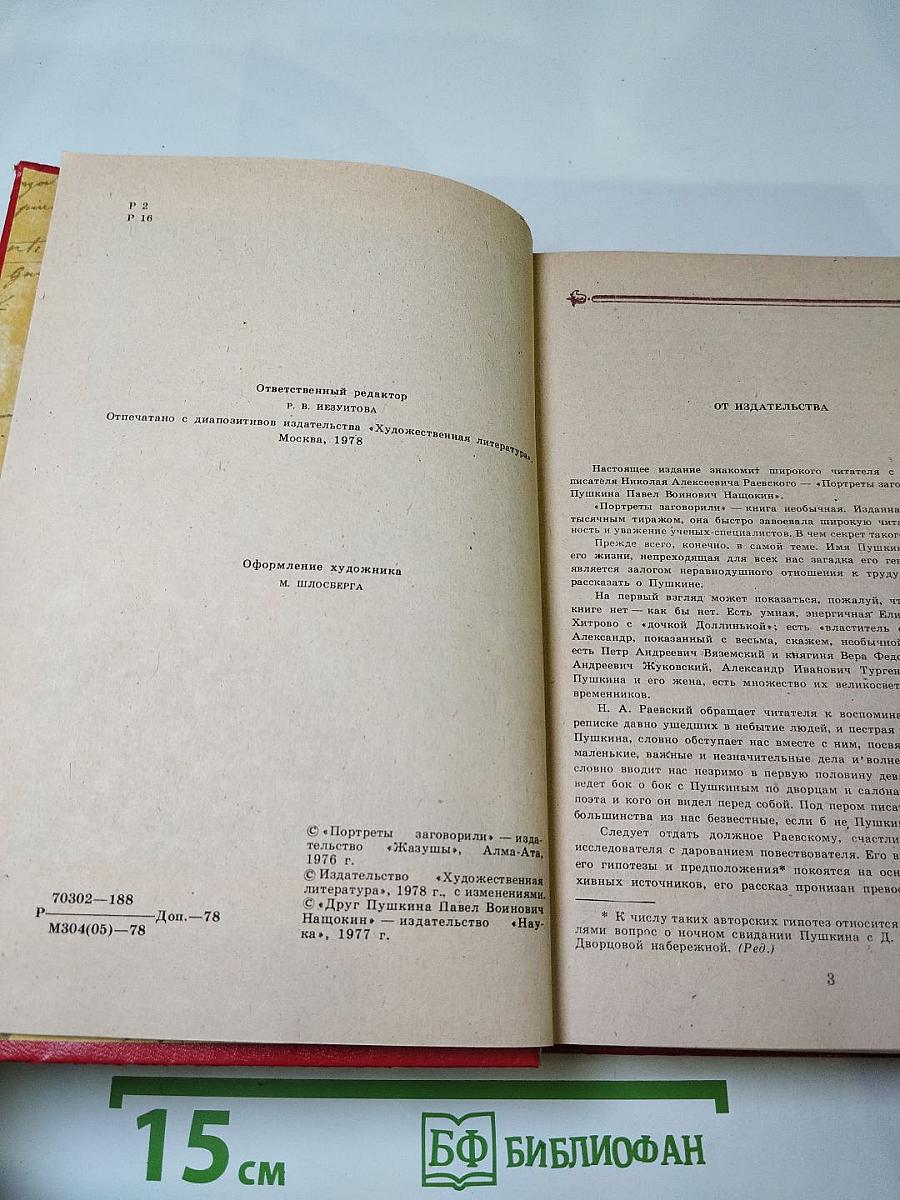 Р 2
Р 16
Ответственный редактор
Р. В. ИЕЗУИТОВА
Отпечатано с диапозитивов издательства «Художественная литература».
Москва, 1978
Оформление художника
М. ШЛОСБЕРГА
© «Портреты заговорили» — изда-
тельство «Жазушы», Алма-Ата,
1976 г.
© Издательство «Художественная
литература», 1978 г., с изменениями.
© «Друг Пушкина Павел Воинович
Нащокин» — издательство «Нау-
ка», 1977 г.
70302—188
Р—Доп.—78
М304(05)—78
ОТ ИЗДАТЕЛЬСТВА
Настоящее издание знакомит широкого читателя с
писателя Николая Алексеевича Раевского — «Портреты заго
Пушкина Павел Воинович Нащокин».
«Портреты заговорили» — книга необычная. Изданна
тысячным тиражом, она быстро завоевала широкую чита
ность и уважение ученых-специалистов. В чем секрет такого
Прежде всего, конечно, в самой теме. Имя Пушкин
его жизни, непреходящая для всех нас загадка его ген
является залогом неравнодушного отношения к труду
рассказать о Пушкине.
На первый взгляд может показаться, пожалуй, чт
книге нет — как бы нет. Есть умная, энергичная Ели
Хитрово с «дочкой Доллинькой»; есть «властитель
Александр, показанный с весьма, скажем, необычной
есть Петр Андреевич Вяземский и княгиня Вера Федо
Андреевич Жуковский, Александр Иванович Турген
Пушкина и его жена, есть множество их великосвет
временников.
Н. А. Раевский обращает читателя к воспомина
реписке давно ушедших в небытие людей, и пестрая
Пушкина, словно обступает нас вместе с ним, посвя
маленькие, важные и незначительные дела и волне
словно вводит нас незримо в первую половину дев
ведет бок о бок с Пушкиным по дворцам и салона
поэта и кого он видел перед собой. Под пером писат
большинства из нас безвестные, если б не Пушки
Следует отдать должное Раевскому, счастли
исследователя с дарованием повествователя. Его в
его гипотезы и предположения* покоятся на осн
хивных источников, его рассказ пронизан превос
* К числу таких авторских гипотез относится
лями вопрос о ночном свидании Пушкина с Д.
Дворцовой набережной. (Ред.)
3
15 см
БФ БИБЛИОФАН